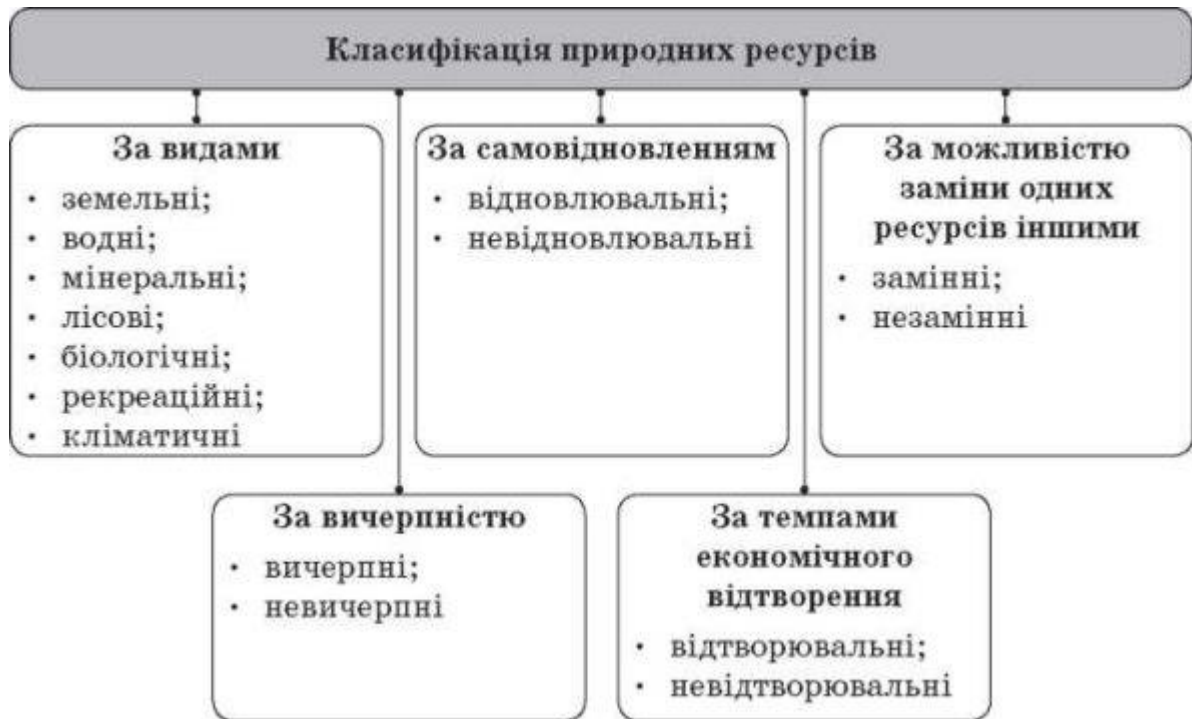 Класифікація природних ресурсів
За видами
• земельні;
• водні;
• мінеральні;
• лісові;
• біологічні;
• рекреаційні;
• кліматичні
За самовідновленням
• відновлювальні;
• невідновлювальні
За можливістю
заміни одних
ресурсів іншими
• замінні;
• незамінні
За вичерпністю
• вичерпні;
• невичерпні
За темпами
економічного
відтворення
• відтворювальні;
• невідтворювальні